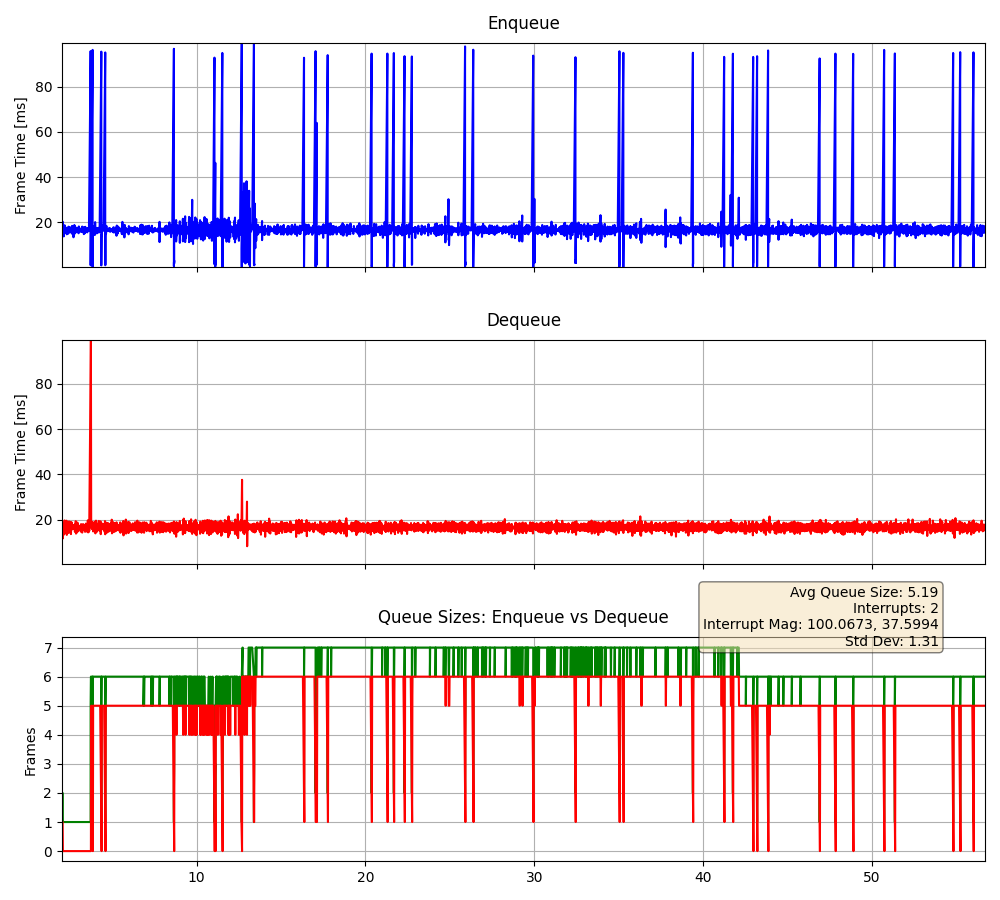 Enqueue
Frame Time [ms]
80
60
40
20
Dequeue
Frame Time [ms]
80
60
40
20
Avg Queue Size: 5.19
Interrupts: 2
Interrupt Mag: 100.0673, 37.5994
Std Dev: 1.31
Queue Sizes: Enqueue vs Dequeue
Frames
7
6
5
4
3
2
1
0
10 20 30 40 50